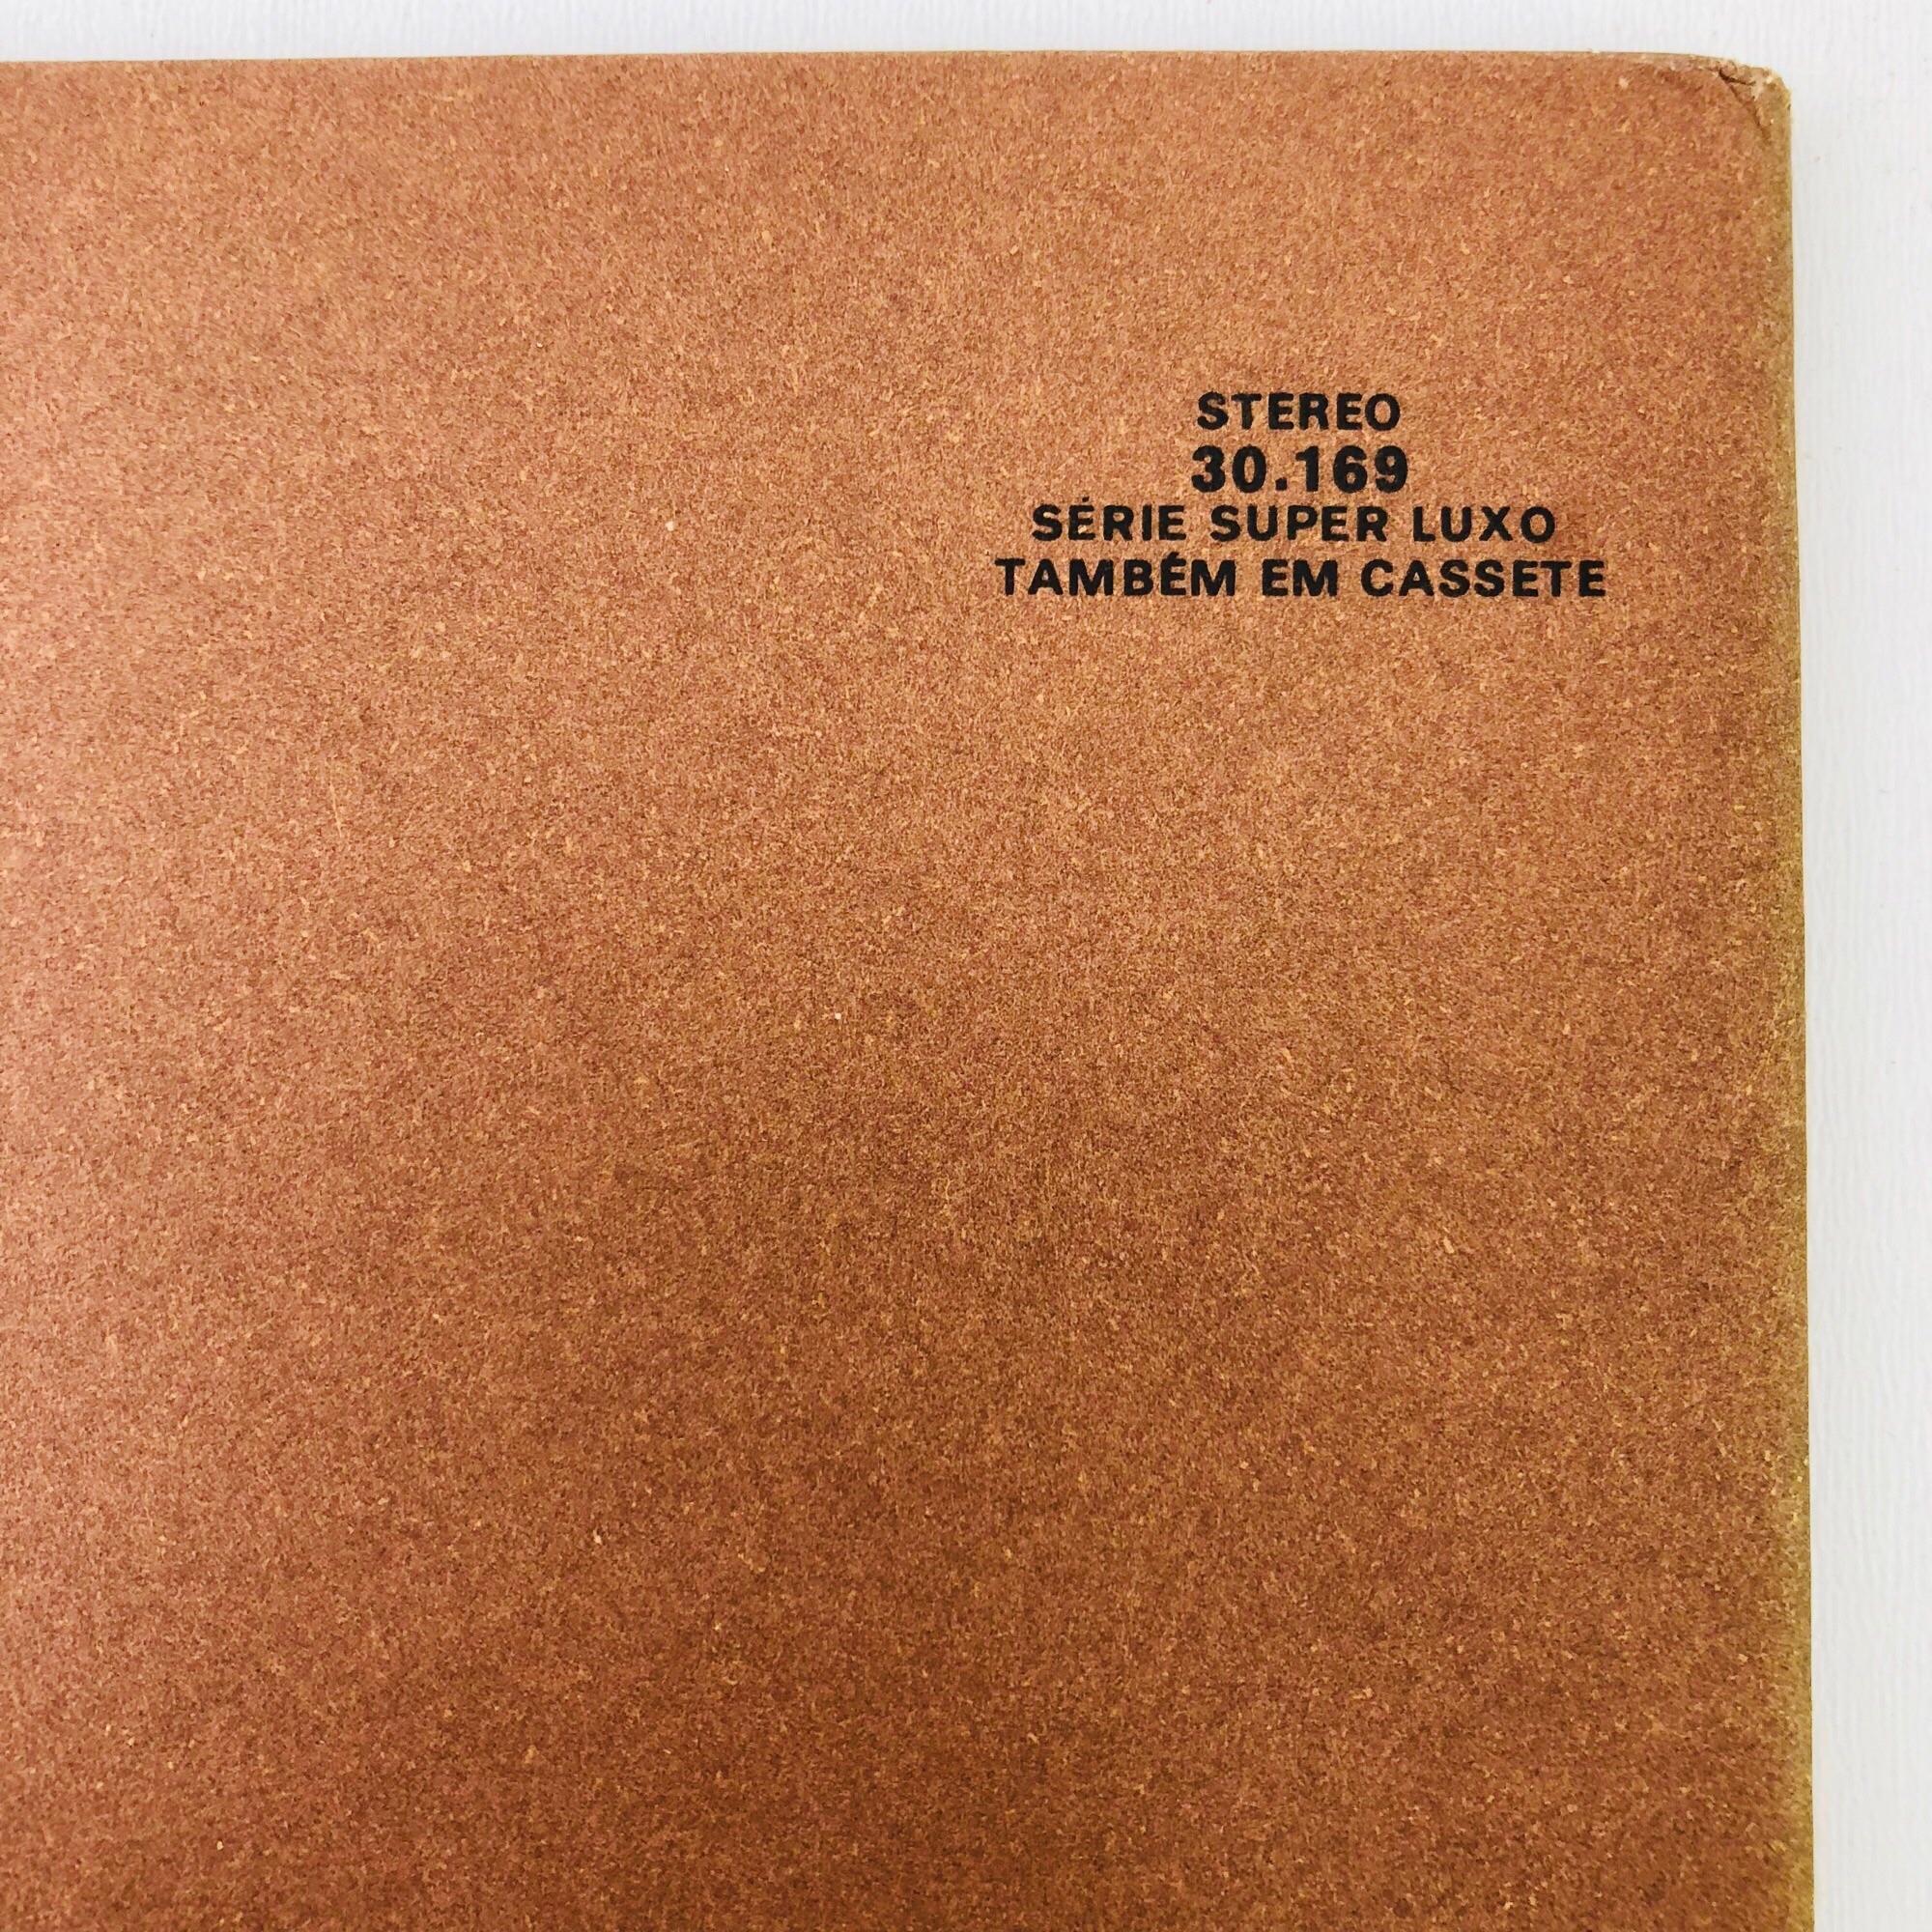 STEREO
30.169
SÉRIE SUPER LUXO
TAMBÉM EM CASSETE